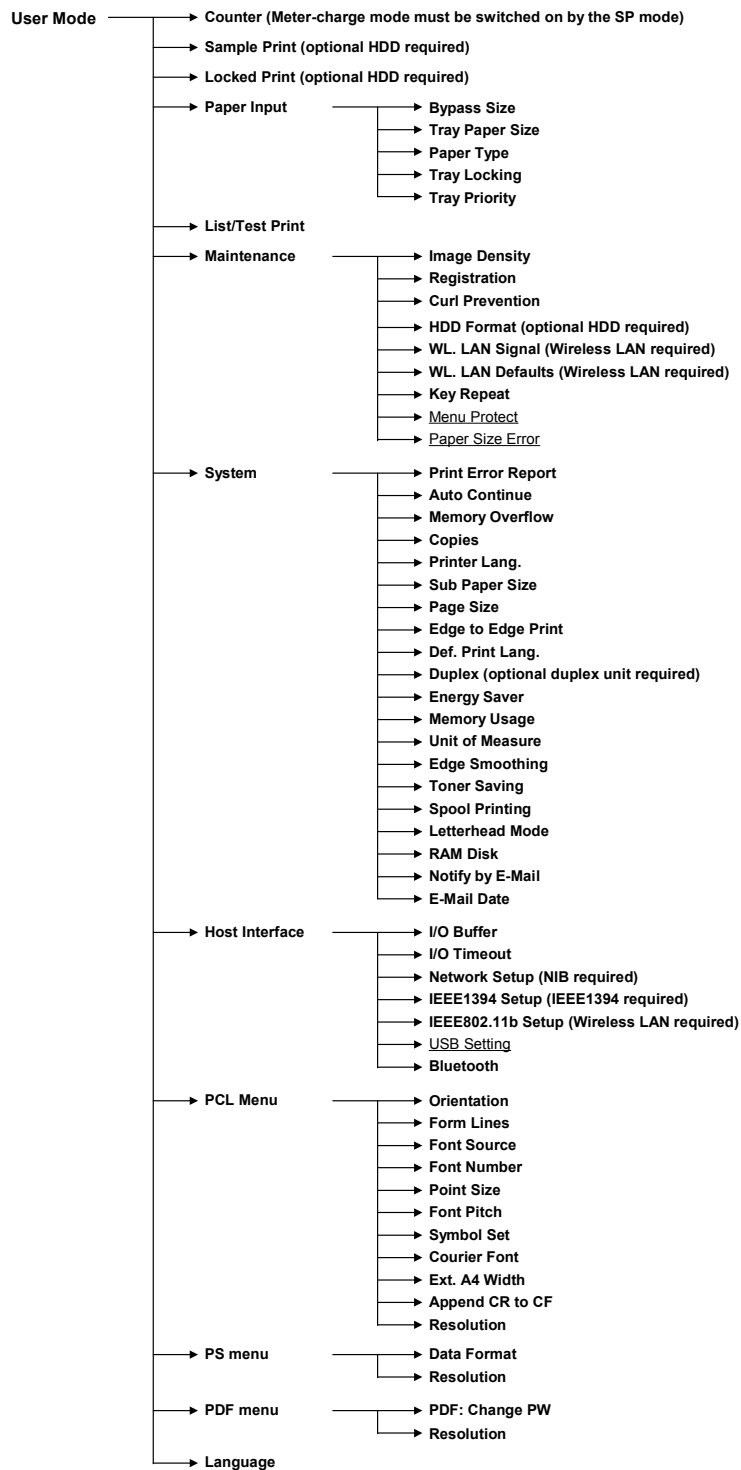 User Mode
Counter (Meter-charge mode must be switched on by the SP mode)
Sample Print (optional HDD required)
Locked Print (optional HDD required)
Paper Input
Bypass Size
Tray Paper Size
Paper Type
Tray Locking
Tray Priority
List/Test Print
Maintenance
Image Density
Registration
Curl Prevention
HDD Format (optional HDD required)
WL. LAN Signal (Wireless LAN required)
WL. LAN Defaults (Wireless LAN required)
Key Repeat
Menu Protect
Paper Size Error
System
Print Error Report
Auto Continue
Memory Overflow
Copies
Printer Lang.
Sub Paper Size
Page Size
Edge to Edge Print
Def. Print Lang.
Duplex (optional duplex unit required)
Energy Saver
Memory Usage
Unit of Measure
Edge Smoothing
Toner Saving
Spool Printing
Letterhead Mode
RAM Disk
Notify by E-Mail
E-Mail Date
Host Interface
I/O Buffer
I/O Timeout
Network Setup (NIB required)
IEEE1394 Setup (IEEE1394 required)
IEEE802.11b Setup (Wireless LAN required)
USB Setting
Bluetooth
PCL Menu
Orientation
Form Lines
Font Source
Font Number
Point Size
Font Pitch
Symbol Set
Courier Font
Ext. A4 Width
Append CR to CF
Resolution
PS menu
Data Format
Resolution
PDF menu
PDF: Change PW
Resolution
Language